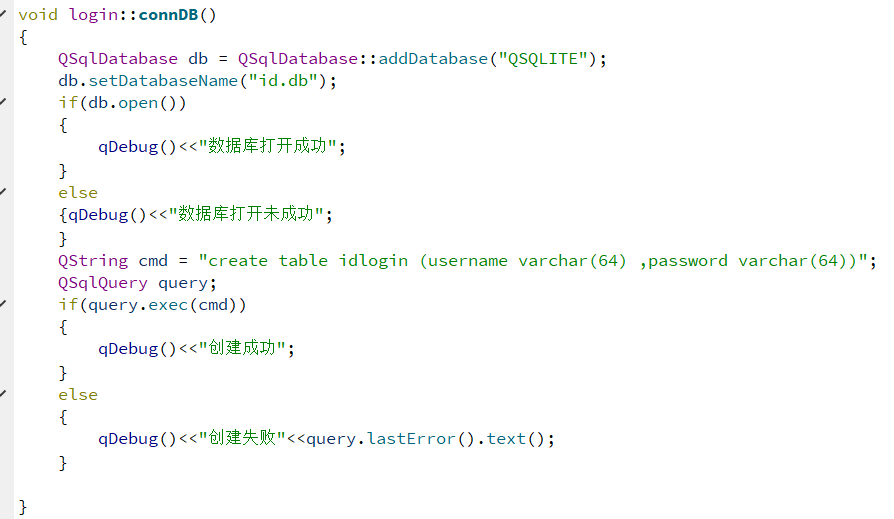 void login::connDB()
{
    QSqlDatabase db = QSqlDatabase::addDatabase("QSQLITE");
    db.setDatabaseName("id.db");
    if(db.open())
    {
        qDebug()<<"数据库打开成功";
    }
    else
    {qDebug()<<"数据库打开未成功";
    }
    QString cmd = "create table idlogin (username varchar(64) ,password varchar(64))";
    QSqlQuery query;
    if(query.exec(cmd))
    {
        qDebug()<<"创建成功";
    }
    else
    {
        qDebug()<<"创建失败"<<query.lastError().text();
    }
}